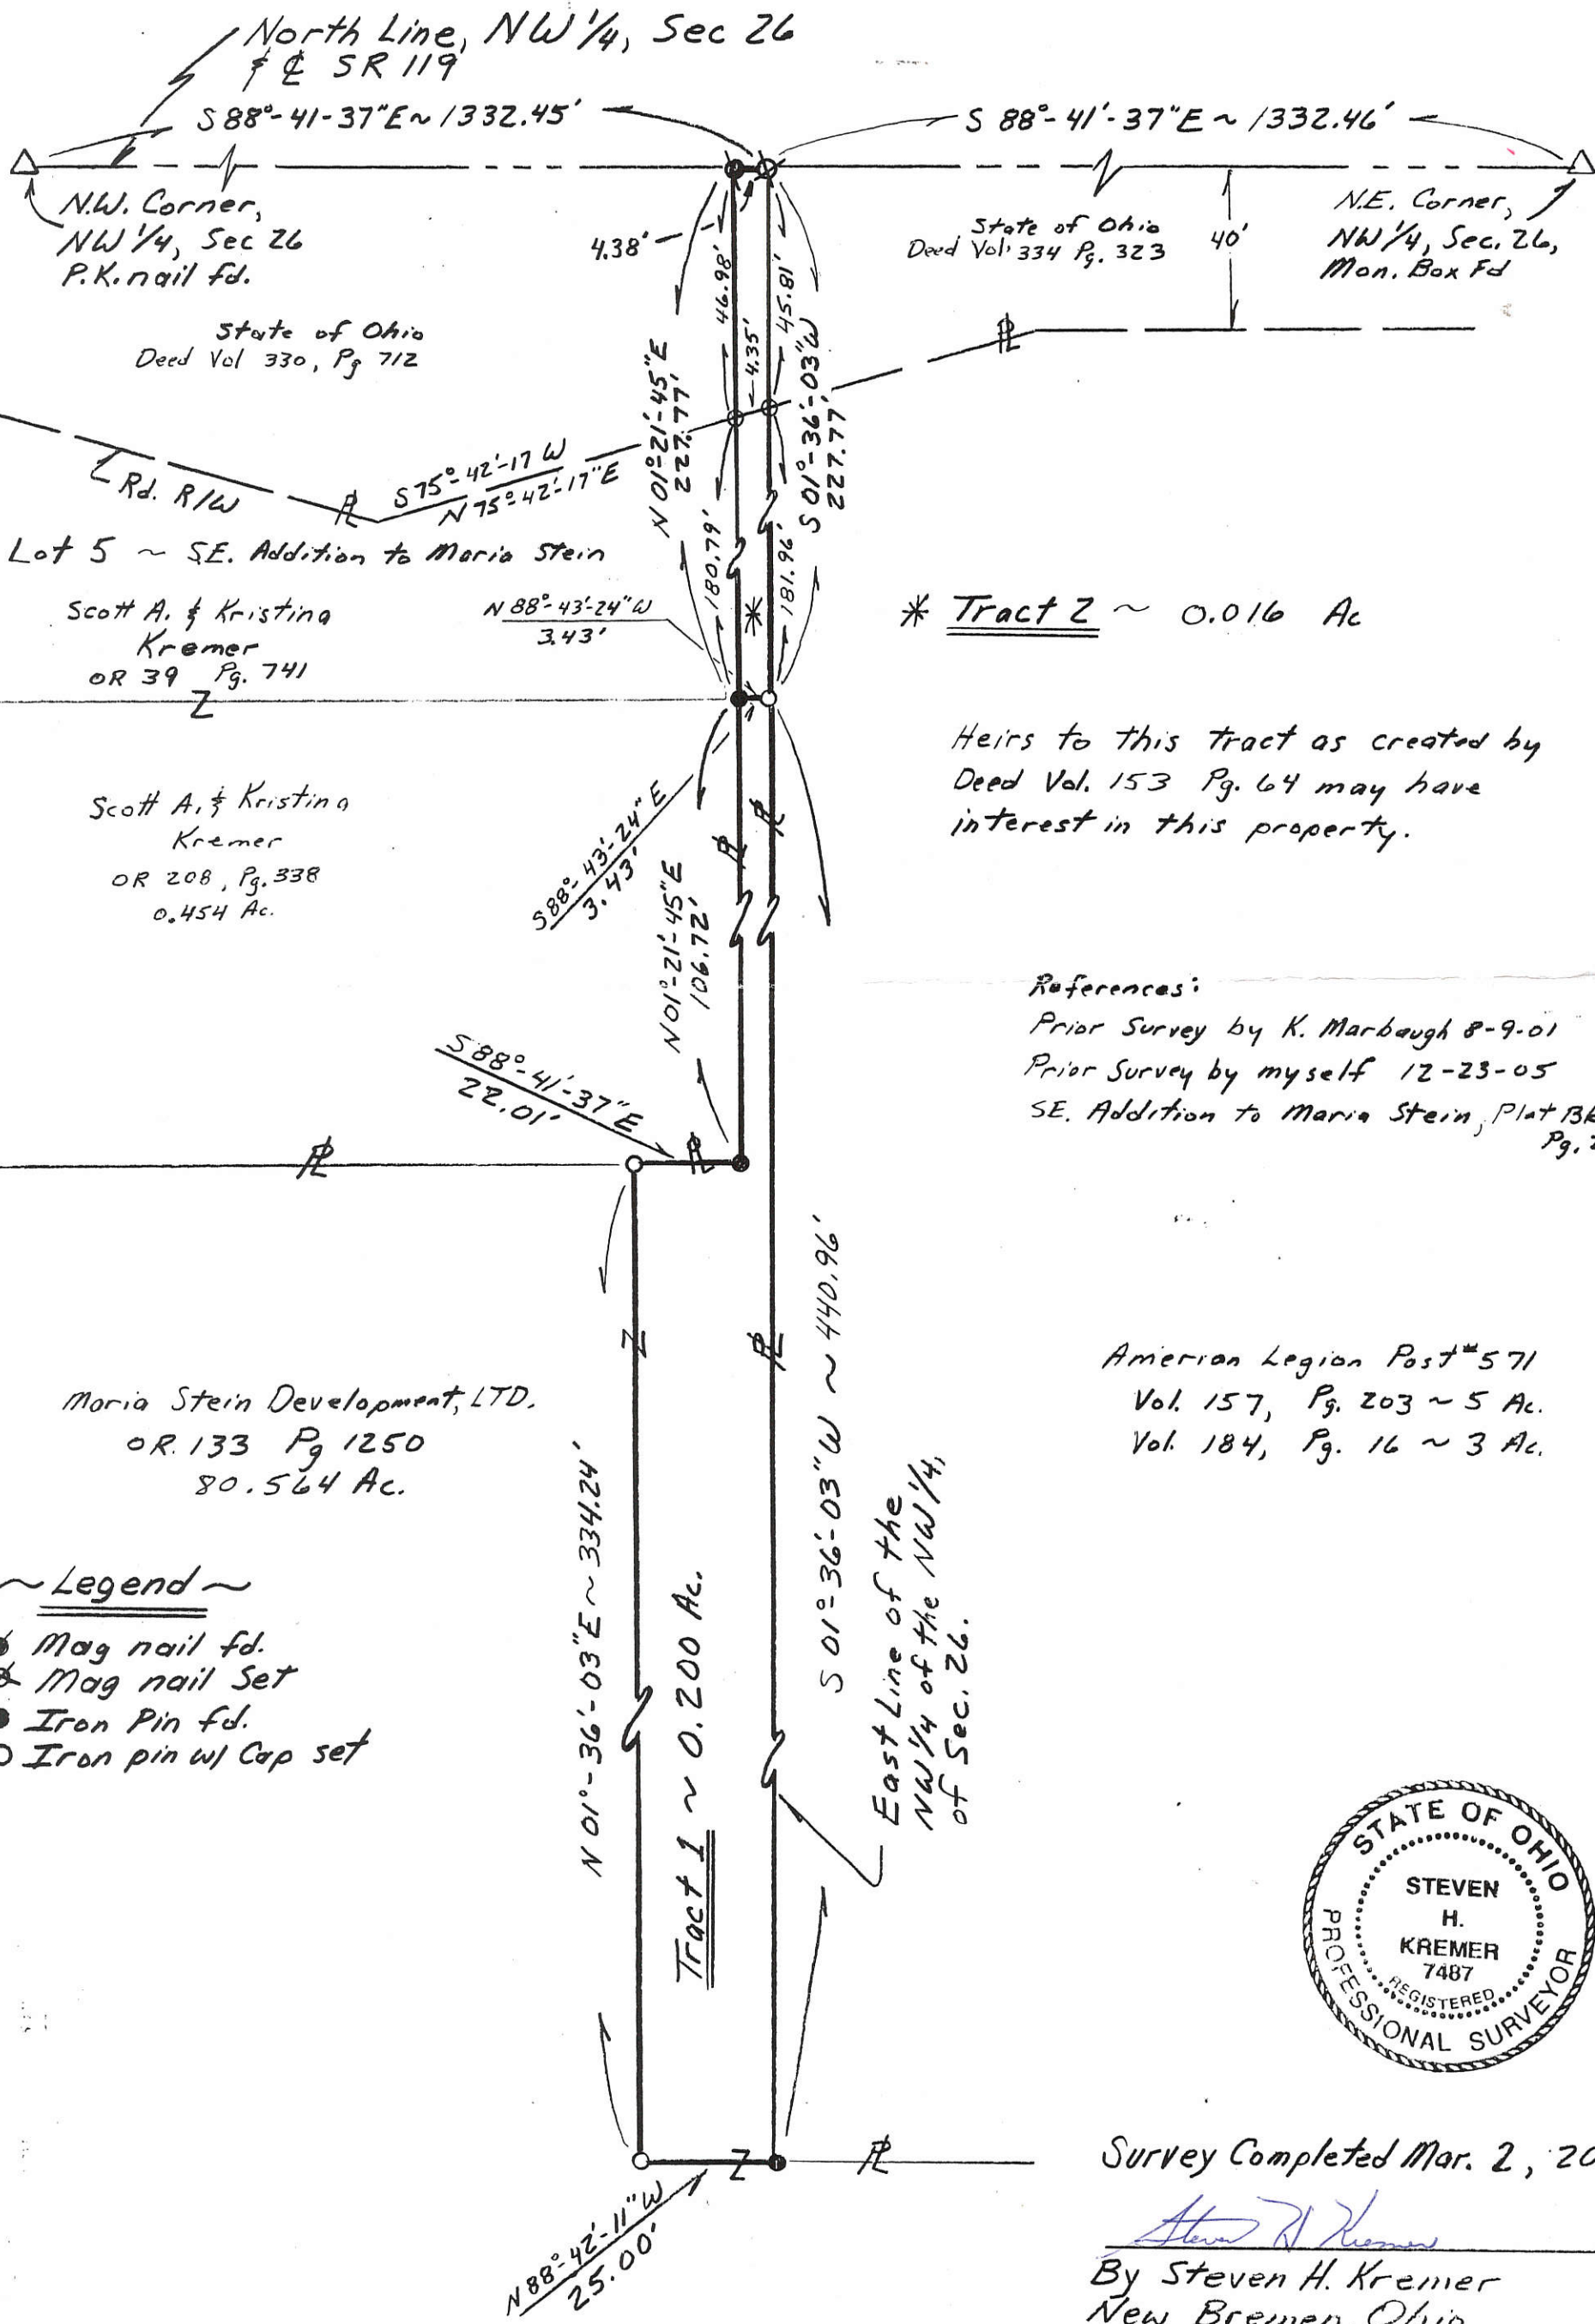 North Line, NW 1/4, Sec 26
& ℄ SR 119
S 88°-41-37"E ~ 1332.45'
S 88°-41'-37"E ~ 1332.46'
N.W. Corner,
NW 1/4, Sec 26
P.K. nail fd.
4.38'
46.98'
4.35'
45.81'
State of Ohio
Deed Vol. 334 Pg. 323
40'
N.E. Corner,
NW 1/4, Sec. 26,
Mon. Box Fd
State of Ohio
Deed Vol 330, Pg 712
N 01°-21'-45"E
227.77'
S 01°-36'-03"W
227.77'
Rd. R/W
℄
S 75°-42'-17 W
N 75°-42'-17"E
Lot 5 ~ SE. Addition to Maria Stein
180.79'
181.96'
Scott A. & Kristina
Kremer
OR 39 Pg. 741
N 88°-43'-24"W
3.43'
*
* Tract 2 ~ 0.016 Ac
Z
Heirs to this tract as created by
Deed Vol. 153 Pg. 64 may have
interest in this property.
Scott A. & Kristina
Kremer
OR 208, Pg. 338
0.454 Ac.
S 88°-43'-24"E
3.43'
N 01°-21'-45"E
106.72'
References:
Prior Survey by K. Marbaugh 8-9-01
Prior Survey by myself 12-23-05
SE. Addition to Maria Stein, Plat Bk
Pg.
S 88°-41'-37"E
22.01'
S 01°-36'-03"W ~ 440.96'
Z
Amerian Legion Post #571
Vol. 157, Pg. 203 ~ 5 Ac.
Vol. 184, Pg. 16 ~ 3 Ac.
Maria Stein Development, LTD.
OR. 133 Pg 1250
80.564 Ac.
N 01°-36'-03"E ~ 334.24'
Tract 1 ~ 0.200 Ac.
East Line of the
NW 1/4 of the NW 1/4,
of Sec. 26.
~ Legend ~
Mag nail fd.
Mag nail Set
Iron Pin fd.
Iron pin w/ Cap set
STATE OF OHIO
STEVEN
H.
KREMER
7487
REGISTERED
PROFESSIONAL SURVEYOR
Z
N 88°-42'-11"W
25.00'
Survey Completed Mar. 2, 20
Steven H Kremer
By Steven H. Kremer
New Bremen, Ohio